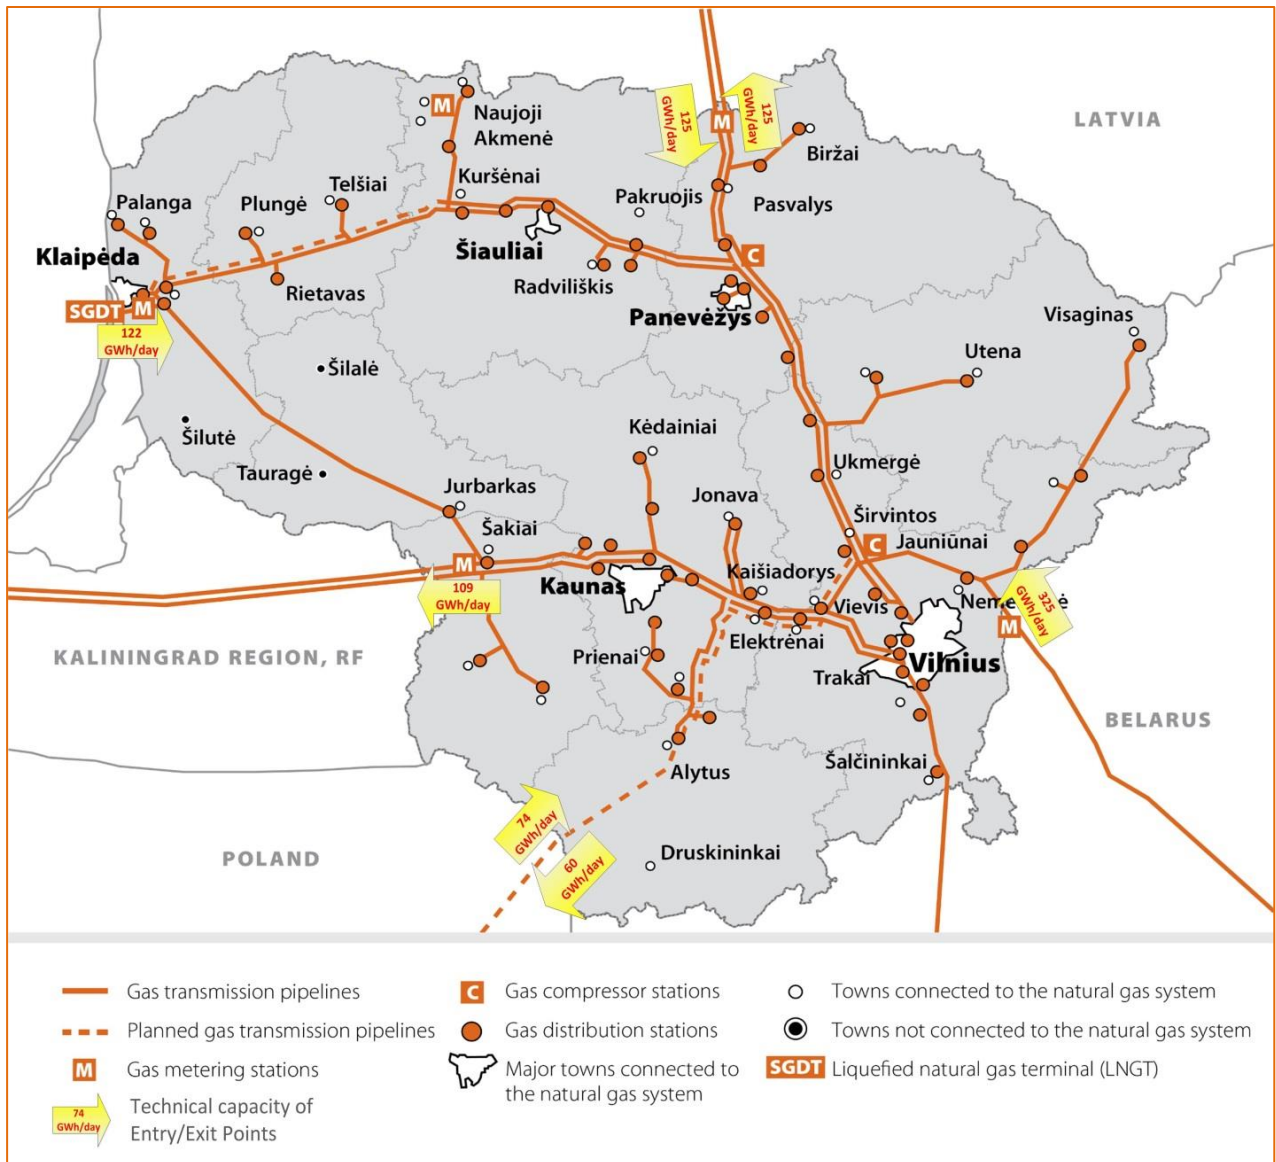 LATVIA
125
GWh/day
125
GWh/day
M
M
Naujoji
Akmenė
Biržai
Kuršėnai
Telšiai
Pakruojis
Pasvalys
Palanga
Plungė
Klaipėda
Šiauliai
C
Radviliškis
Rietavas
SGDT
M
Panevėžys
Visaginas
122
GWh/day
Utena
Šilalė
Šilutė
Kėdainiai
Tauragė
Ukmergė
Jurbarkas
Jonava
Širvintos
Šakiai
C
Jauniūnai
M
Kaunas
Kaišiadorys
109
GWh/day
Vievis
325
GWh/day
M
Elektrėnai
KALININGRAD REGION, RF
Prienai
Vilnius
Trakai
BELARUS
Alytus
Šalčininkai
74
GWh/day
60
GWh/day
POLAND
Druskininkai
Gas transmission pipelines
Planned gas transmission pipelines
M
Gas metering stations
74
GWh/day
Technical capacity of
Entry/Exit Points
C
Gas compressor stations
Gas distribution stations
Major towns connected to
the natural gas system
Towns connected to the natural gas system
Towns not connected to the natural gas system
SGDT
Liquefied natural gas terminal (LNGT)